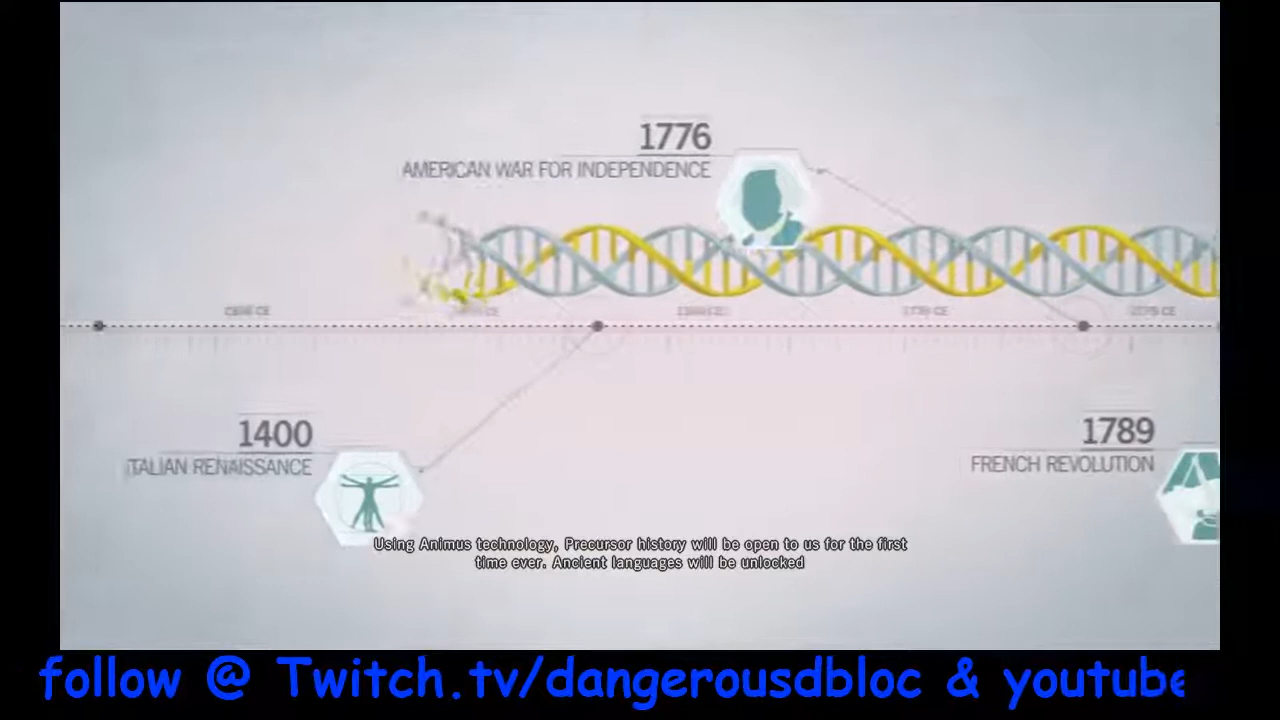 1776
AMERICAN WAR FOR INDEPENDENCE
1400
ITALIAN RENAISSANCE
1789
FRENCH REVOLUTION
Using Animus technology, Precursor history will be open to us for the first
time ever. Ancient languages will be unlocked
follow @ Twitch.tv/dangerousdbloc & youtube